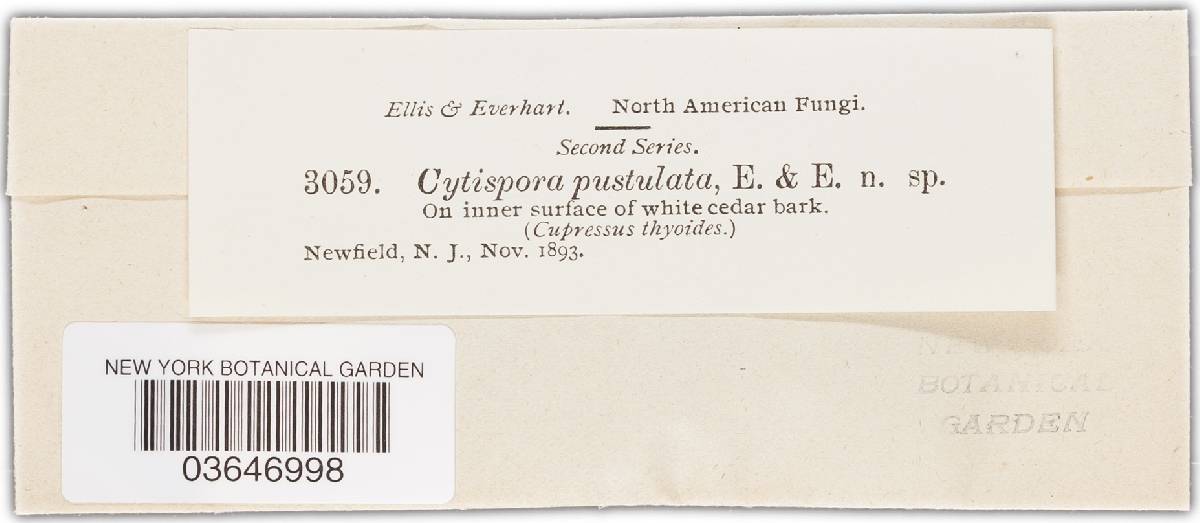 Ellis & Everhart. North American Fungi.
Second Series.
3059. Cytispora pustulata, E. & E. n. sp.
On inner surface of white cedar bark.
(Cupressus thyoides.)
Newfield, N. J., Nov. 1893.
NEW YORK BOTANICAL GARDEN
03646998
BOTANICAL
GARDEN